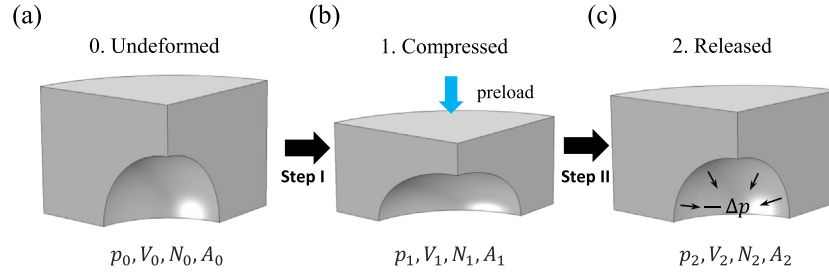 (a)
0. Undeformed
p₀, V₀, N₀, A₀
Step I
(b)
1. Compressed
preload
p₁, V₁, N₁, A₁
Step II
(c)
2. Released
— Δp
p₂, V₂, N₂, A₂